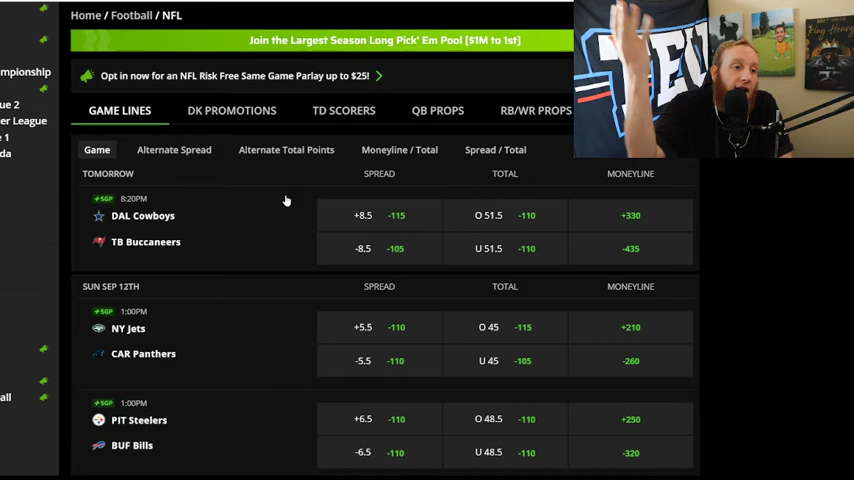 Home / Football / NFL
Join the Largest Season Long Pick' Em Pool [$1M to 1st]
Opt in now for an NFL Risk Free Same Game Parlay up to $25!
mpionship
ue 2
er League
e 1
da
all
GAME LINES DK PROMOTIONS TD SCORERS QB PROPS RB/WR PROPS
Game Alternate Spread Alternate Total Points Moneyline / Total Spread / Total
TOMORROW SPREAD TOTAL MONEYLINE
+SGP 8:20PM
DAL Cowboys +8.5 -115 O 51.5 -110 +330
TB Buccaneers -8.5 -105 U 51.5 -110 -435
SUN SEP 12TH SPREAD TOTAL MONEYLINE
+SGP 1:00PM
NY Jets +5.5 -110 O 45 -115 +210
CAR Panthers -5.5 -110 U 45 -105 -260
+SGP 1:00PM
PIT Steelers +6.5 -110 O 48.5 -110 +250
BUF Bills -6.5 -110 U 48.5 -110 -320
King Henry